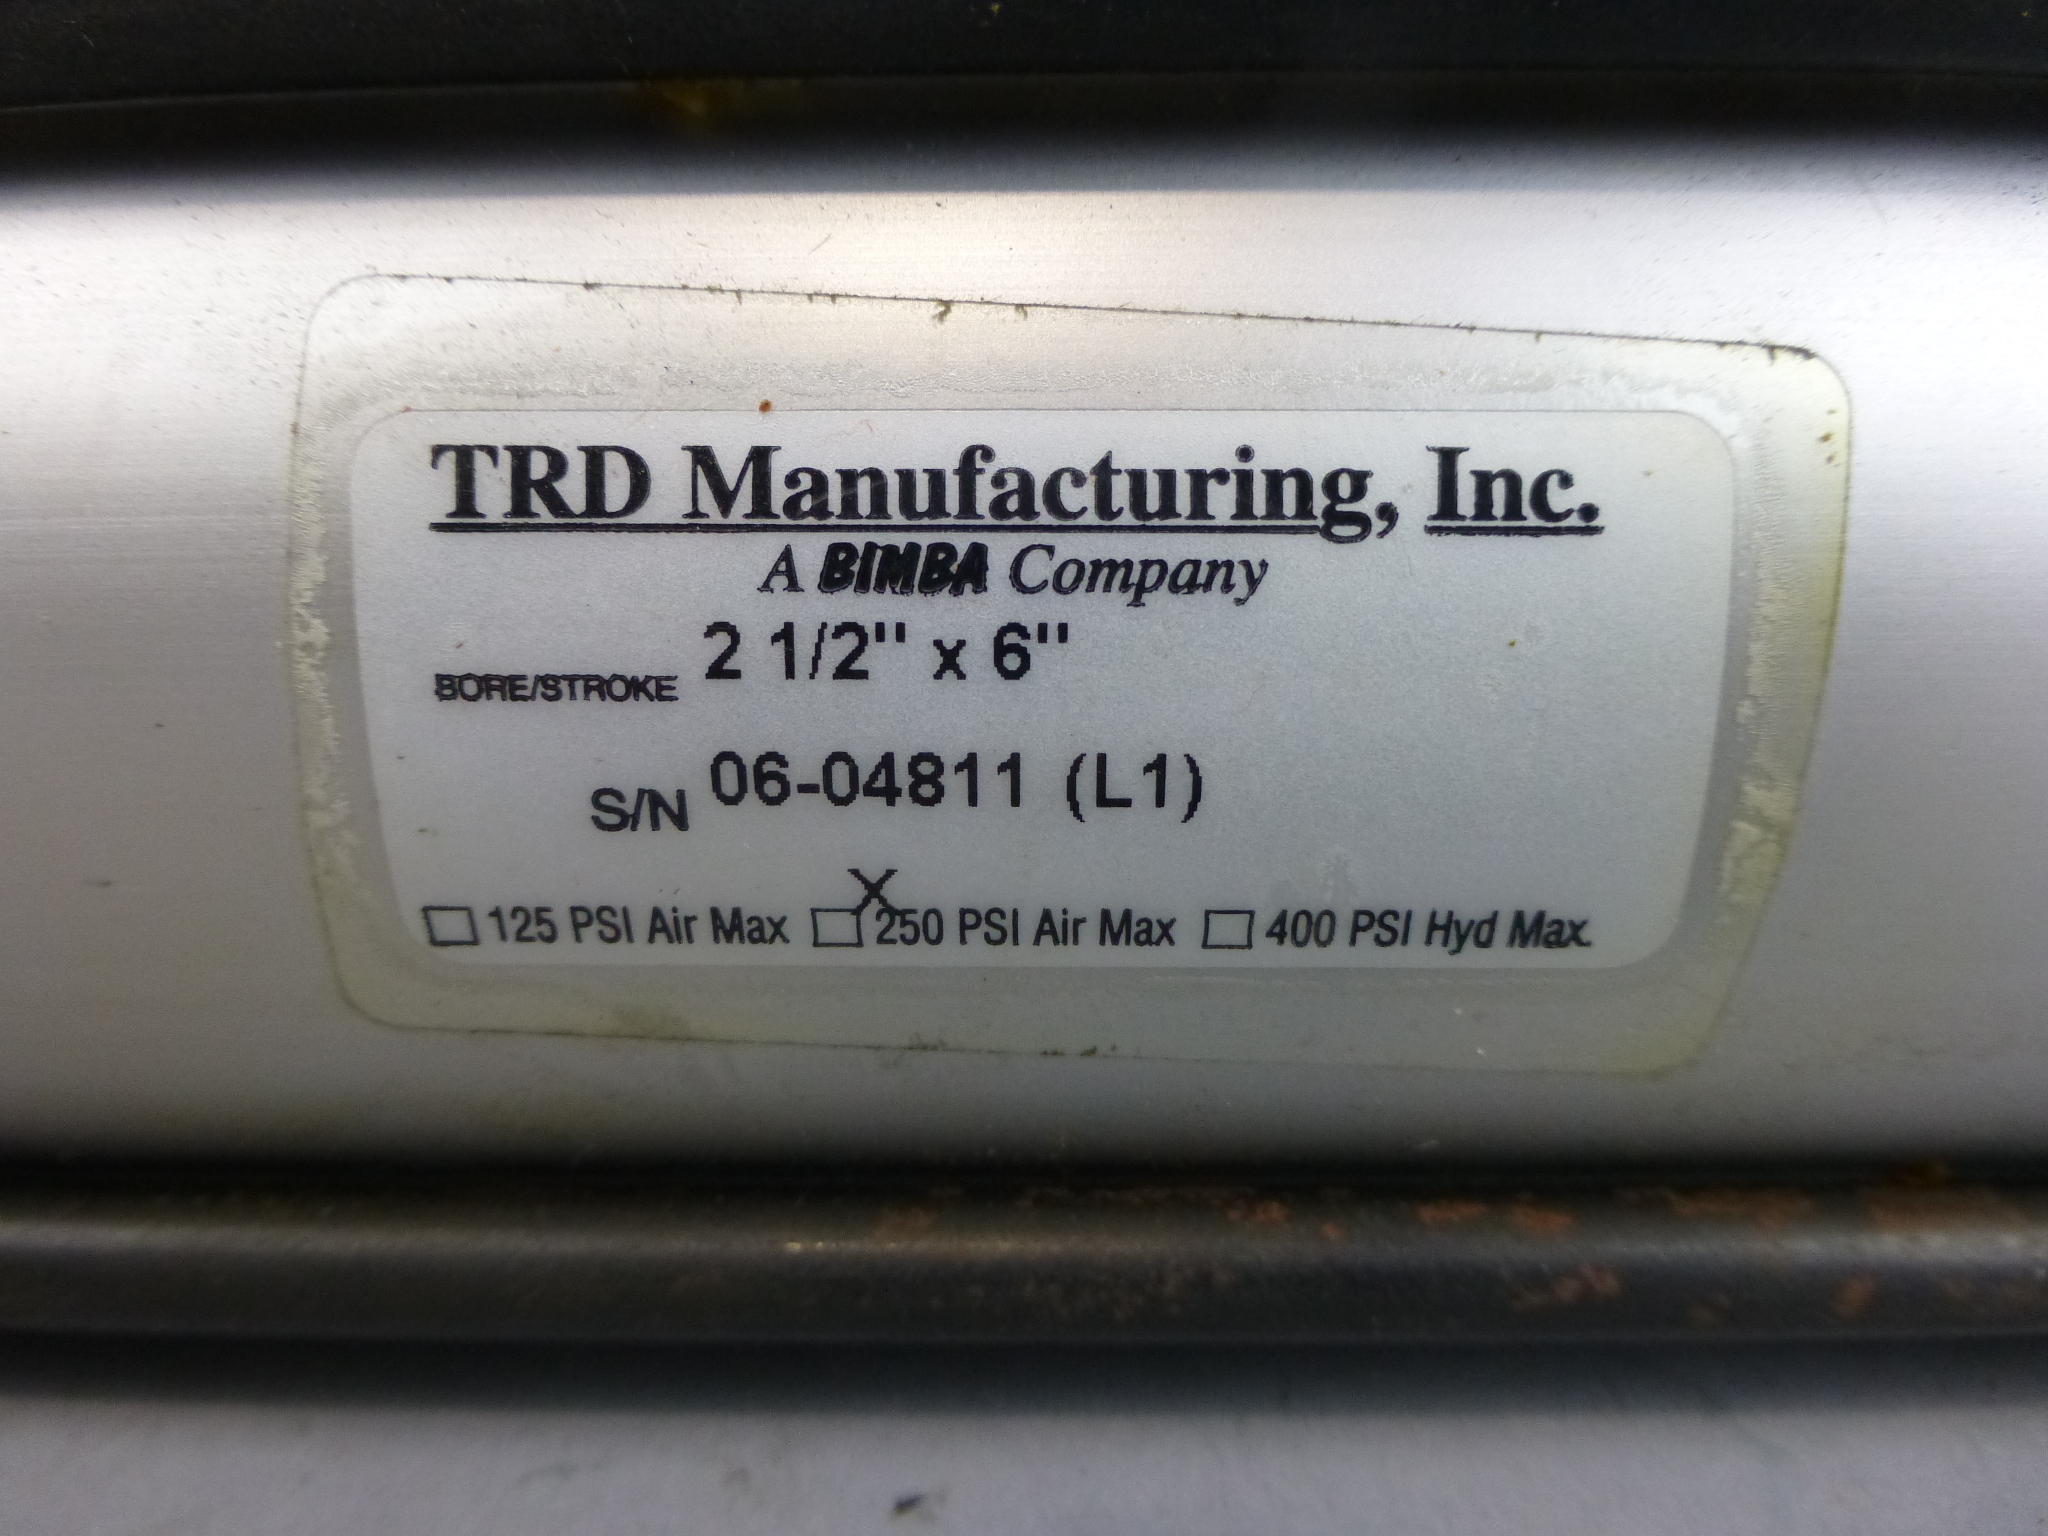 TRD Manufacturing, Inc.
A BIMBA Company
BORE/STROKE 2 1/2" x 6"
S/N 06-04811 (L1)
X
☐ 125 PSI Air Max ☐ 250 PSI Air Max ☐ 400 PSI Hyd Max.